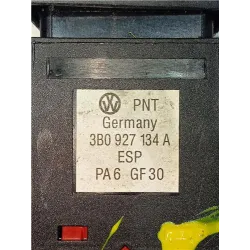 PNT
Germany
3B0 927 134 A
ESP
PA6 GF30